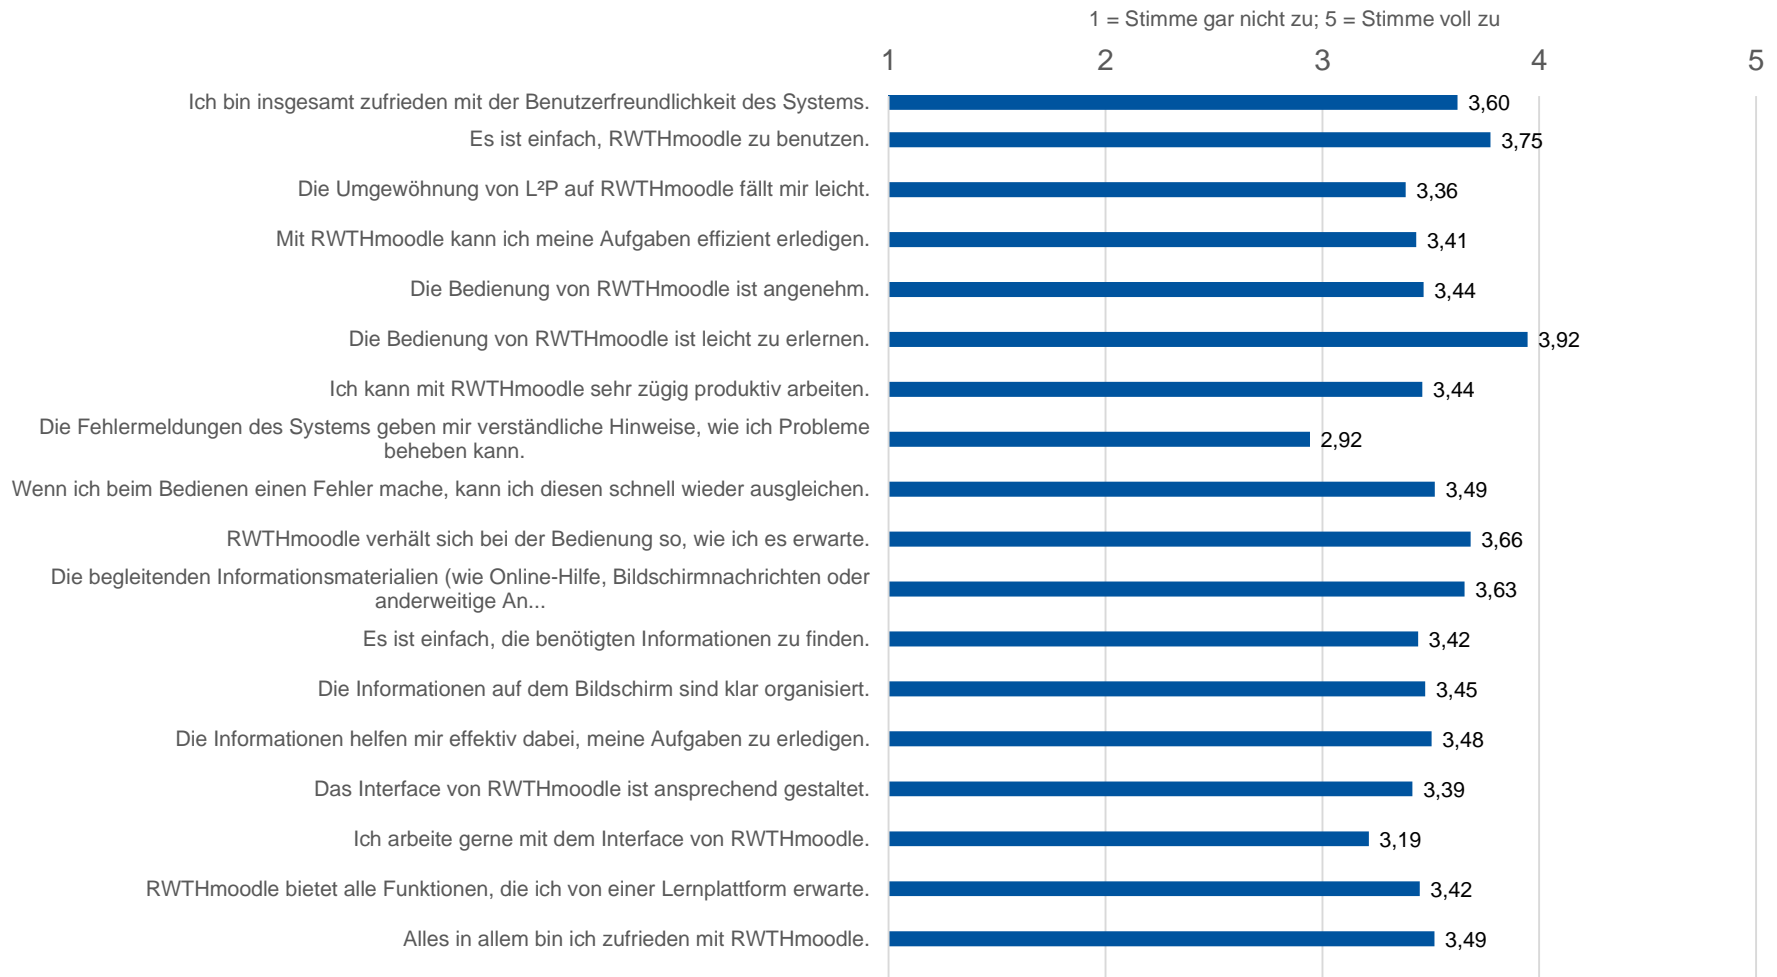 1 = Stimme gar nicht zu; 5 = Stimme voll zu
1 2 3 4 5
Ich bin insgesamt zufrieden mit der Benutzerfreundlichkeit des Systems. 3,60
Es ist einfach, RWTHmoodle zu benutzen. 3,75
Die Umgewöhnung von L²P auf RWTHmoodle fällt mir leicht. 3,36
Mit RWTHmoodle kann ich meine Aufgaben effizient erledigen. 3,41
Die Bedienung von RWTHmoodle ist angenehm. 3,44
Die Bedienung von RWTHmoodle ist leicht zu erlernen. 3,92
Ich kann mit RWTHmoodle sehr zügig produktiv arbeiten. 3,44
Die Fehlermeldungen des Systems geben mir verständliche Hinweise, wie ich Probleme
beheben kann. 2,92
Wenn ich beim Bedienen einen Fehler mache, kann ich diesen schnell wieder ausgleichen. 3,49
RWTHmoodle verhält sich bei der Bedienung so, wie ich es erwarte. 3,66
Die begleitenden Informationsmaterialien (wie Online-Hilfe, Bildschirmnachrichten oder
anderweitige An... 3,63
Es ist einfach, die benötigten Informationen zu finden. 3,42
Die Informationen auf dem Bildschirm sind klar organisiert. 3,45
Die Informationen helfen mir effektiv dabei, meine Aufgaben zu erledigen. 3,48
Das Interface von RWTHmoodle ist ansprechend gestaltet. 3,39
Ich arbeite gerne mit dem Interface von RWTHmoodle. 3,19
RWTHmoodle bietet alle Funktionen, die ich von einer Lernplattform erwarte. 3,42
Alles in allem bin ich zufrieden mit RWTHmoodle. 3,49